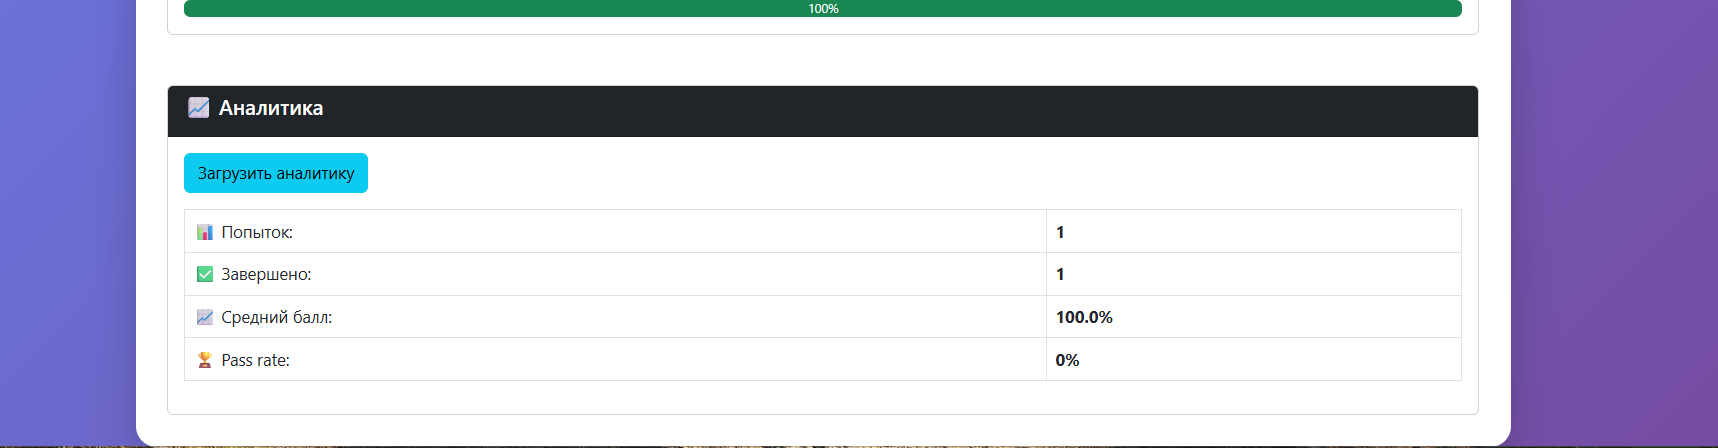 100%
Аналитика
Загрузить аналитику
Попыток: 1
Завершено: 1
Средний балл: 100.0%
Pass rate: 0%